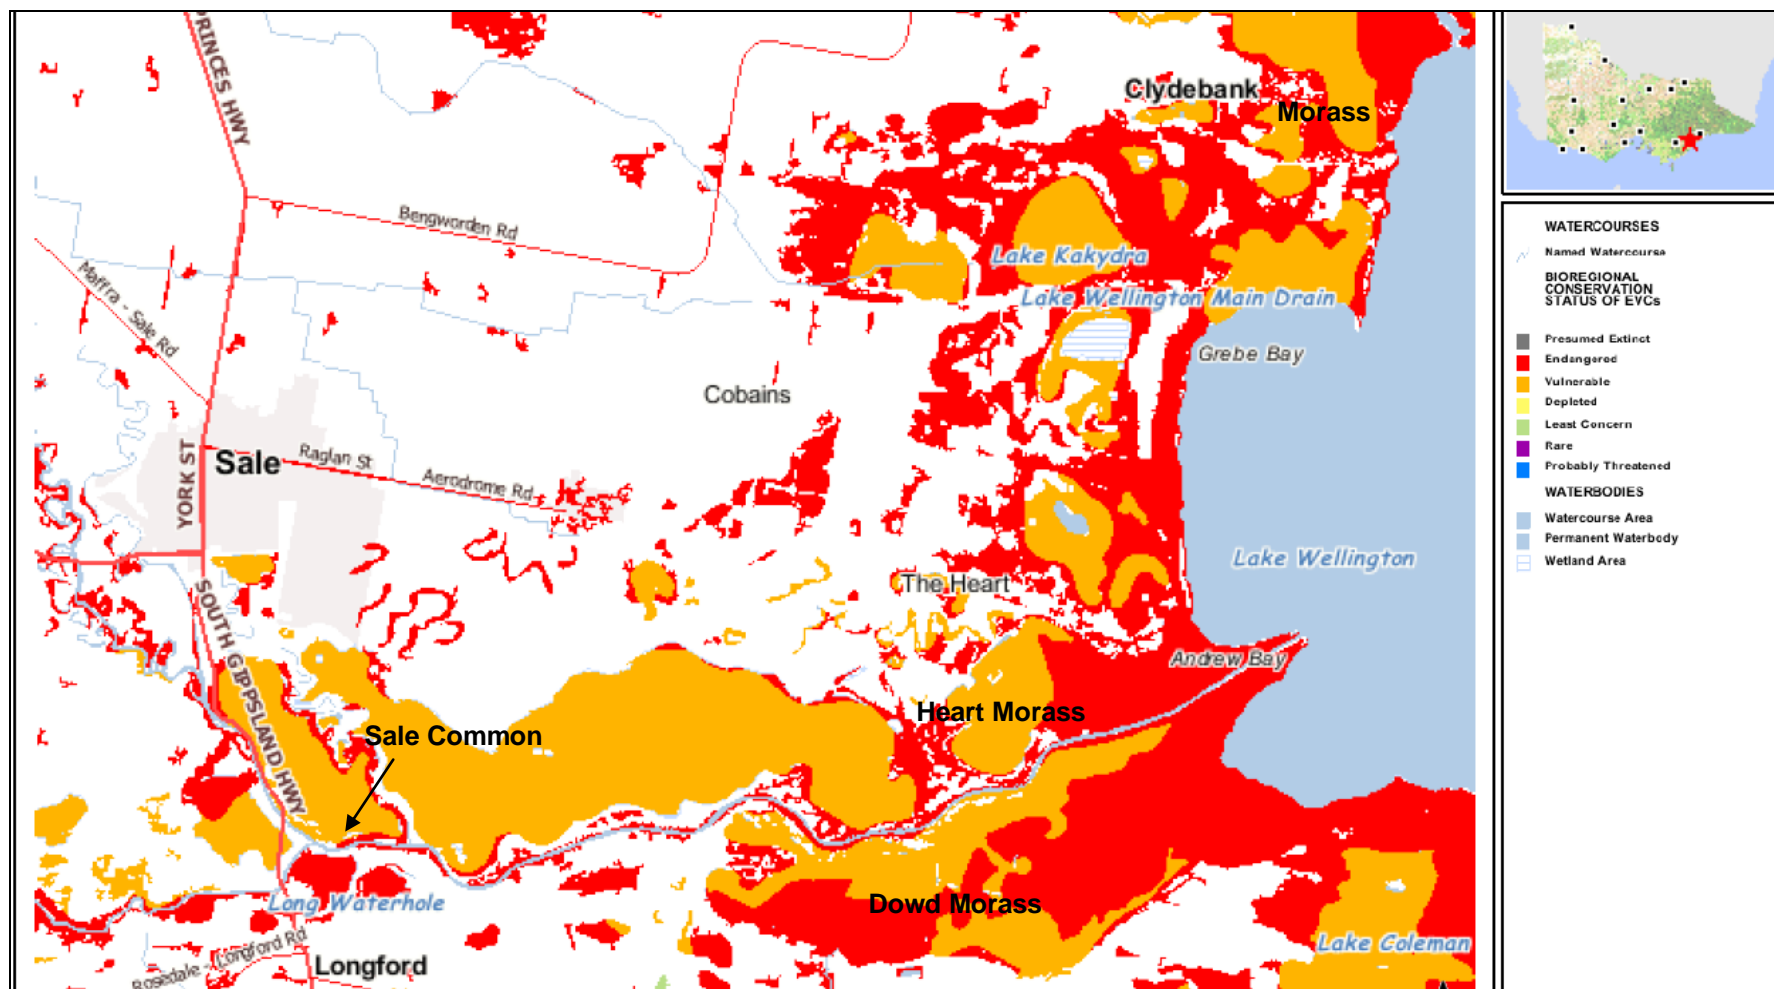 PRINCES HWY
Clydebank
Morass
Bengworden Rd
Lake Kakydra
Maffra - Sale Rd
Lake Wellington Main Drain
Grebe Bay
Cobains
YORK ST
Sale
Raglan St
Aerodrome Rd
Lake Wellington
The Heart
SOUTH GIPPSLAND HWY
Andrew Bay
Heart Morass
Sale Common
Long Waterhole
Dowd Morass
Rosedale - Longford Rd
Longford
Lake Coleman
WATERCOURSES
Named Watercourse
BIOREGIONAL
CONSERVATION
STATUS OF EVCs
Presumed Extinct
Endangered
Vulnerable
Depleted
Least Concern
Rare
Probably Threatened
WATERBODIES
Watercourse Area
Permanent Waterbody
Wetland Area